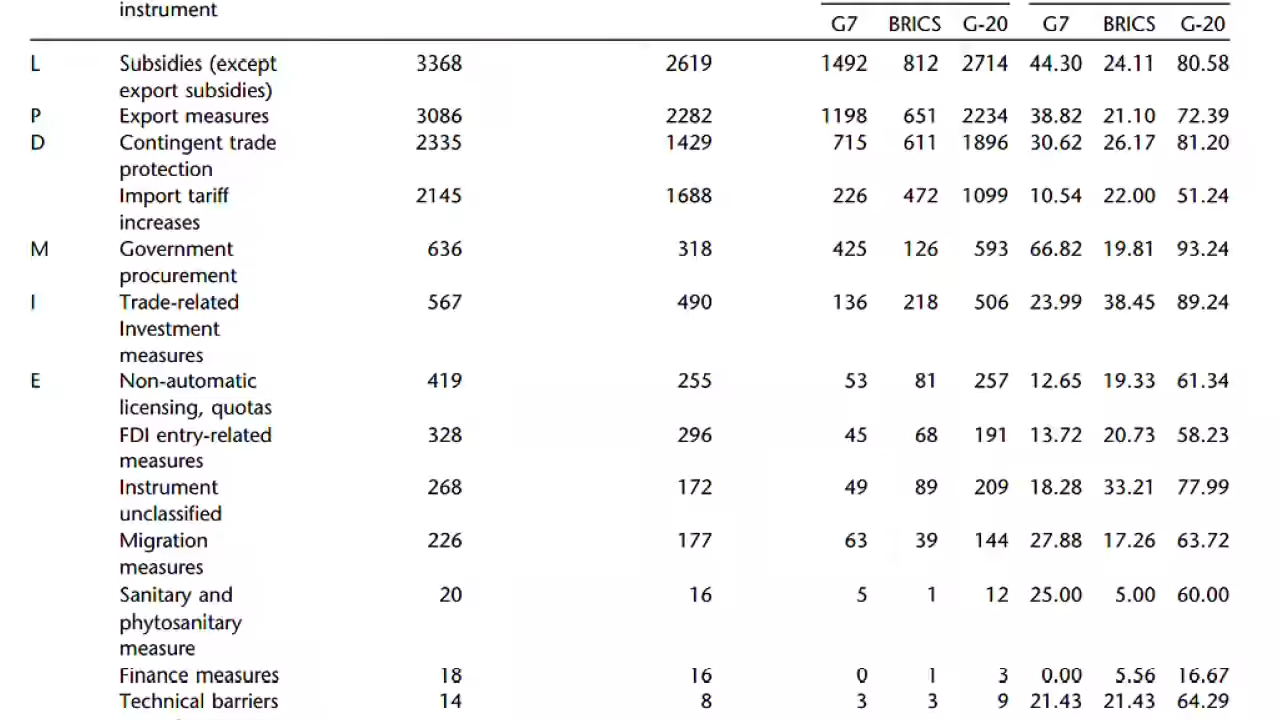 instrument
G7 BRICS G-20 G7 BRICS G-20
L Subsidies (except 3368 2619 1492 812 2714 44.30 24.11 80.58
export subsidies)
P Export measures 3086 2282 1198 651 2234 38.82 21.10 72.39
D Contingent trade 2335 1429 715 611 1896 30.62 26.17 81.20
protection
Import tariff 2145 1688 226 472 1099 10.54 22.00 51.24
increases
M Government 636 318 425 126 593 66.82 19.81 93.24
procurement
I Trade-related 567 490 136 218 506 23.99 38.45 89.24
Investment
measures
E Non-automatic 419 255 53 81 257 12.65 19.33 61.34
licensing, quotas
FDI entry-related 328 296 45 68 191 13.72 20.73 58.23
measures
Instrument 268 172 49 89 209 18.28 33.21 77.99
unclassified
Migration 226 177 63 39 144 27.88 17.26 63.72
measures
Sanitary and 20 16 5 1 12 25.00 5.00 60.00
phytosanitary
measure
Finance measures 18 16 0 1 3 0.00 5.56 16.67
Technical barriers 14 8 3 3 9 21.43 21.43 64.29